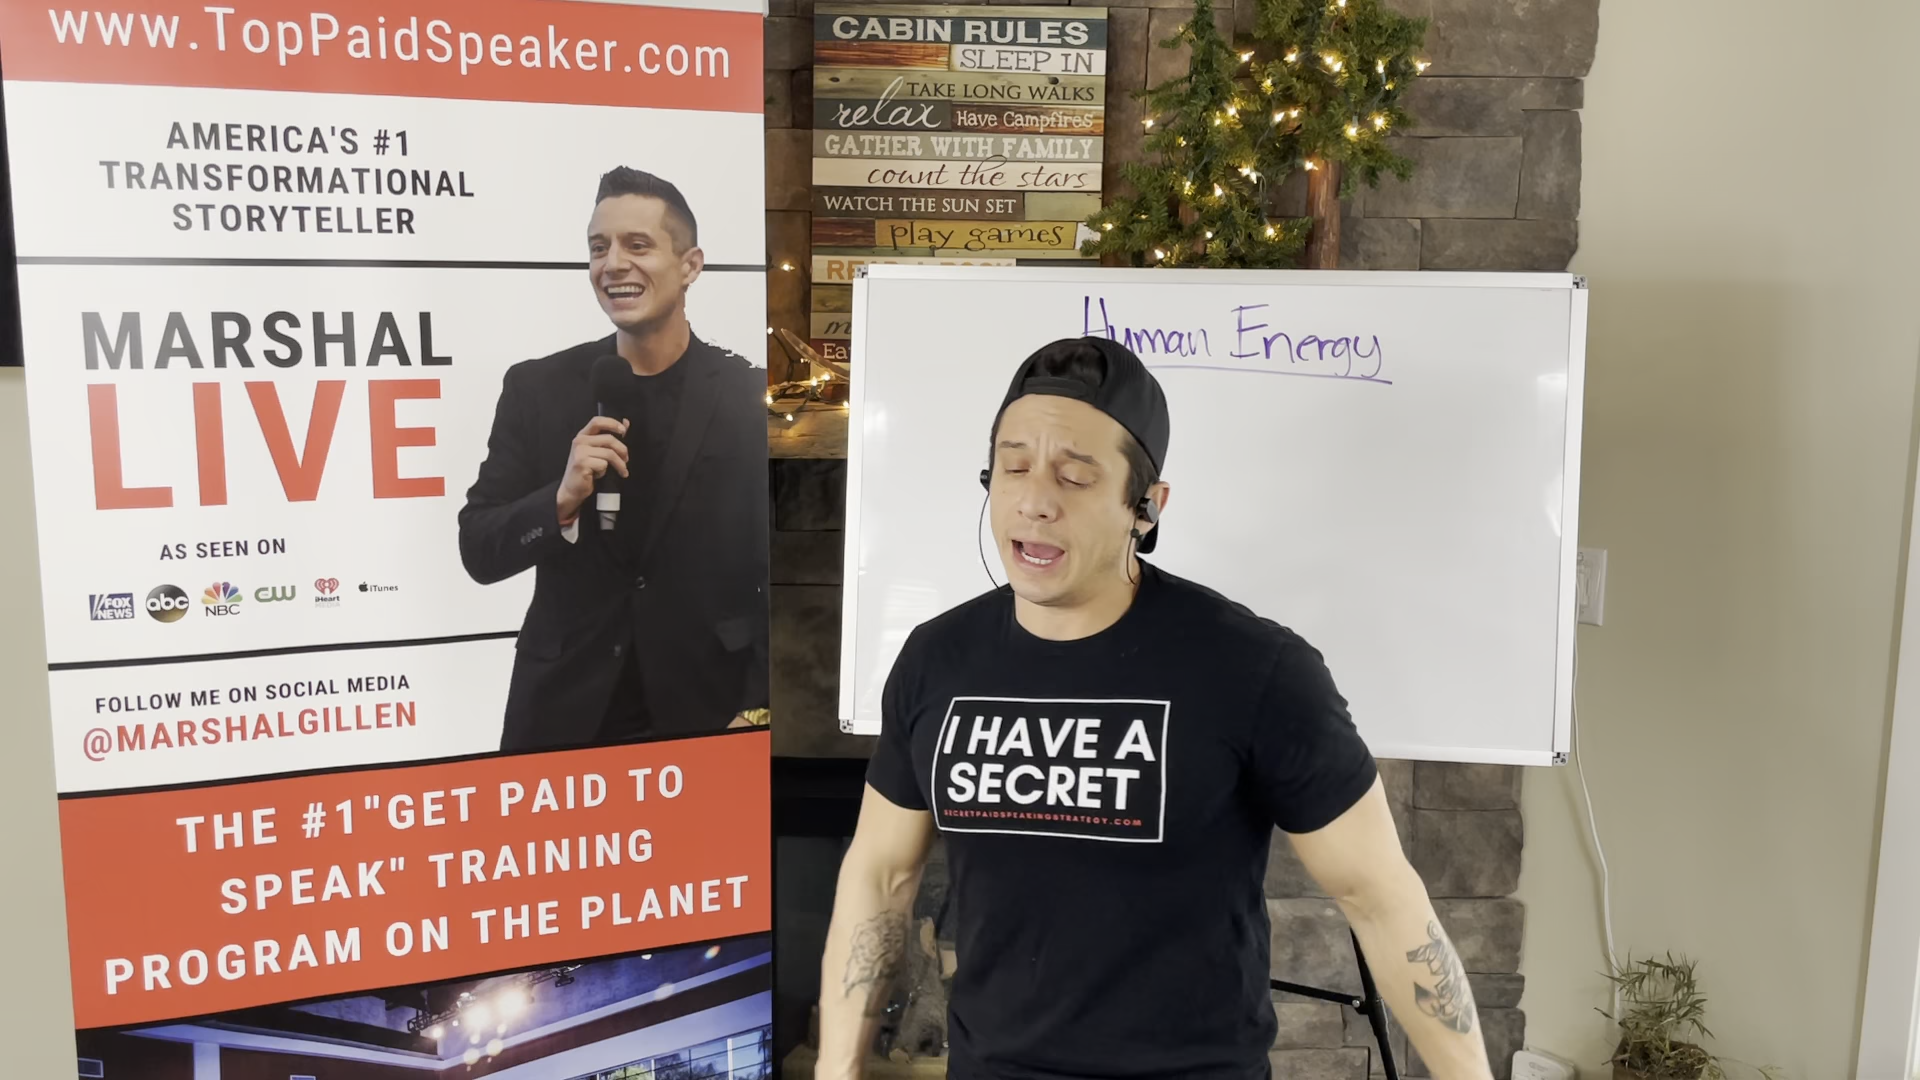 www.TopPaidSpeaker.com
AMERICA'S #1
TRANSFORMATIONAL
STORYTELLER
MARSHAL
LIVE
AS SEEN ON
FOX
NEWS
abc
NBC
CW
iHeart
iTunes
FOLLOW ME ON SOCIAL MEDIA
@MARSHALGILLEN
THE #1"GET PAID TO
SPEAK" TRAINING
PROGRAM ON THE PLANET
CABIN RULES
SLEEP IN
TAKE LONG WALKS
relax Have Campfires
GATHER WITH FAMILY
count the stars
WATCH THE SUN SET
play games
Human Energy
I HAVE A
SECRET
SECRETPAIDSPEAKINGSTRATEGY.COM